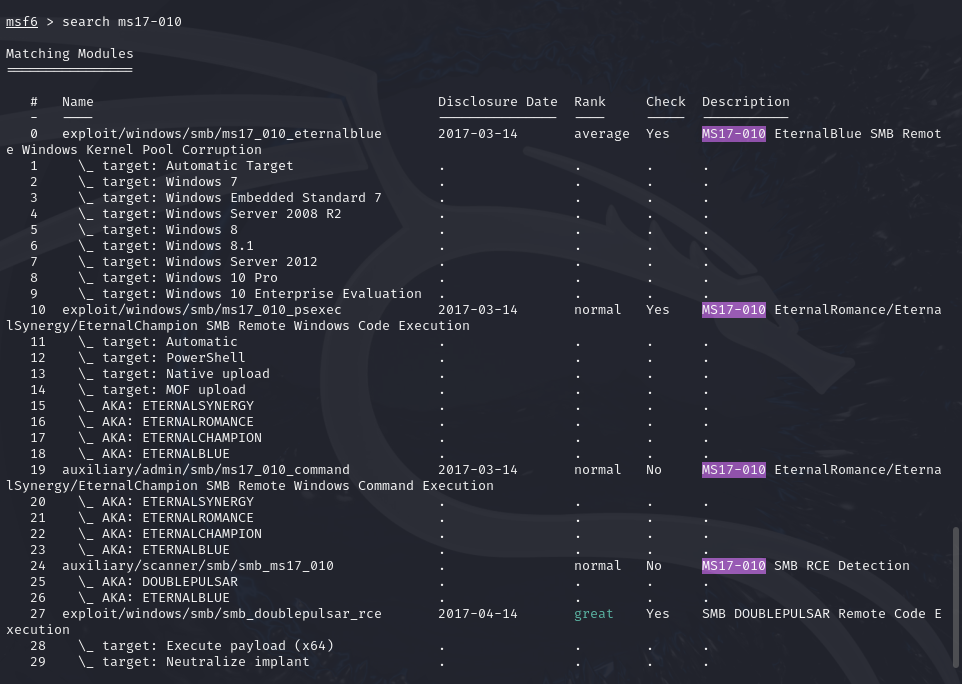 msf6 > search ms17-010
Matching Modules
================
#   Name                                           Disclosure Date  Rank     Check  Description
-   ----                                           ---------------  ----     -----  -----------
0   exploit/windows/smb/ms17_010_eternalblue       2017-03-14       average  Yes    MS17-010 EternalBlue SMB Remot
e Windows Kernel Pool Corruption
1     \_ target: Automatic Target                  .                .        .      .
2     \_ target: Windows 7                         .                .        .      .
3     \_ target: Windows Embedded Standard 7       .                .        .      .
4     \_ target: Windows Server 2008 R2            .                .        .      .
5     \_ target: Windows 8                         .                .        .      .
6     \_ target: Windows 8.1                       .                .        .      .
7     \_ target: Windows Server 2012               .                .        .      .
8     \_ target: Windows 10 Pro                    .                .        .      .
9     \_ target: Windows 10 Enterprise Evaluation  .                .        .      .
10  exploit/windows/smb/ms17_010_psexec            2017-03-14       normal   Yes    MS17-010 EternalRomance/Eterna
lSynergy/EternalChampion SMB Remote Windows Code Execution
11    \_ target: Automatic                         .                .        .      .
12    \_ target: PowerShell                        .                .        .      .
13    \_ target: Native upload                     .                .        .      .
14    \_ target: MOF upload                        .                .        .      .
15    \_ AKA: ETERNALSYNERGY                       .                .        .      .
16    \_ AKA: ETERNALROMANCE                       .                .        .      .
17    \_ AKA: ETERNALCHAMPION                      .                .        .      .
18    \_ AKA: ETERNALBLUE                          .                .        .      .
19  auxiliary/admin/smb/ms17_010_command           2017-03-14       normal   No     MS17-010 EternalRomance/Eterna
lSynergy/EternalChampion SMB Remote Windows Command Execution
20    \_ AKA: ETERNALSYNERGY                       .                .        .      .
21    \_ AKA: ETERNALROMANCE                       .                .        .      .
22    \_ AKA: ETERNALCHAMPION                      .                .        .      .
23    \_ AKA: ETERNALBLUE                          .                .        .      .
24  auxiliary/scanner/smb/smb_ms17_010             .                normal   No     MS17-010 SMB RCE Detection
25    \_ AKA: DOUBLEPULSAR                         .                .        .      .
26    \_ AKA: ETERNALBLUE                          .                .        .      .
27  exploit/windows/smb/smb_doublepulsar_rce       2017-04-14       great    Yes    SMB DOUBLEPULSAR Remote Code E
xecution
28    \_ target: Execute payload (x64)             .                .        .      .
29    \_ target: Neutralize implant                .                .        .      .